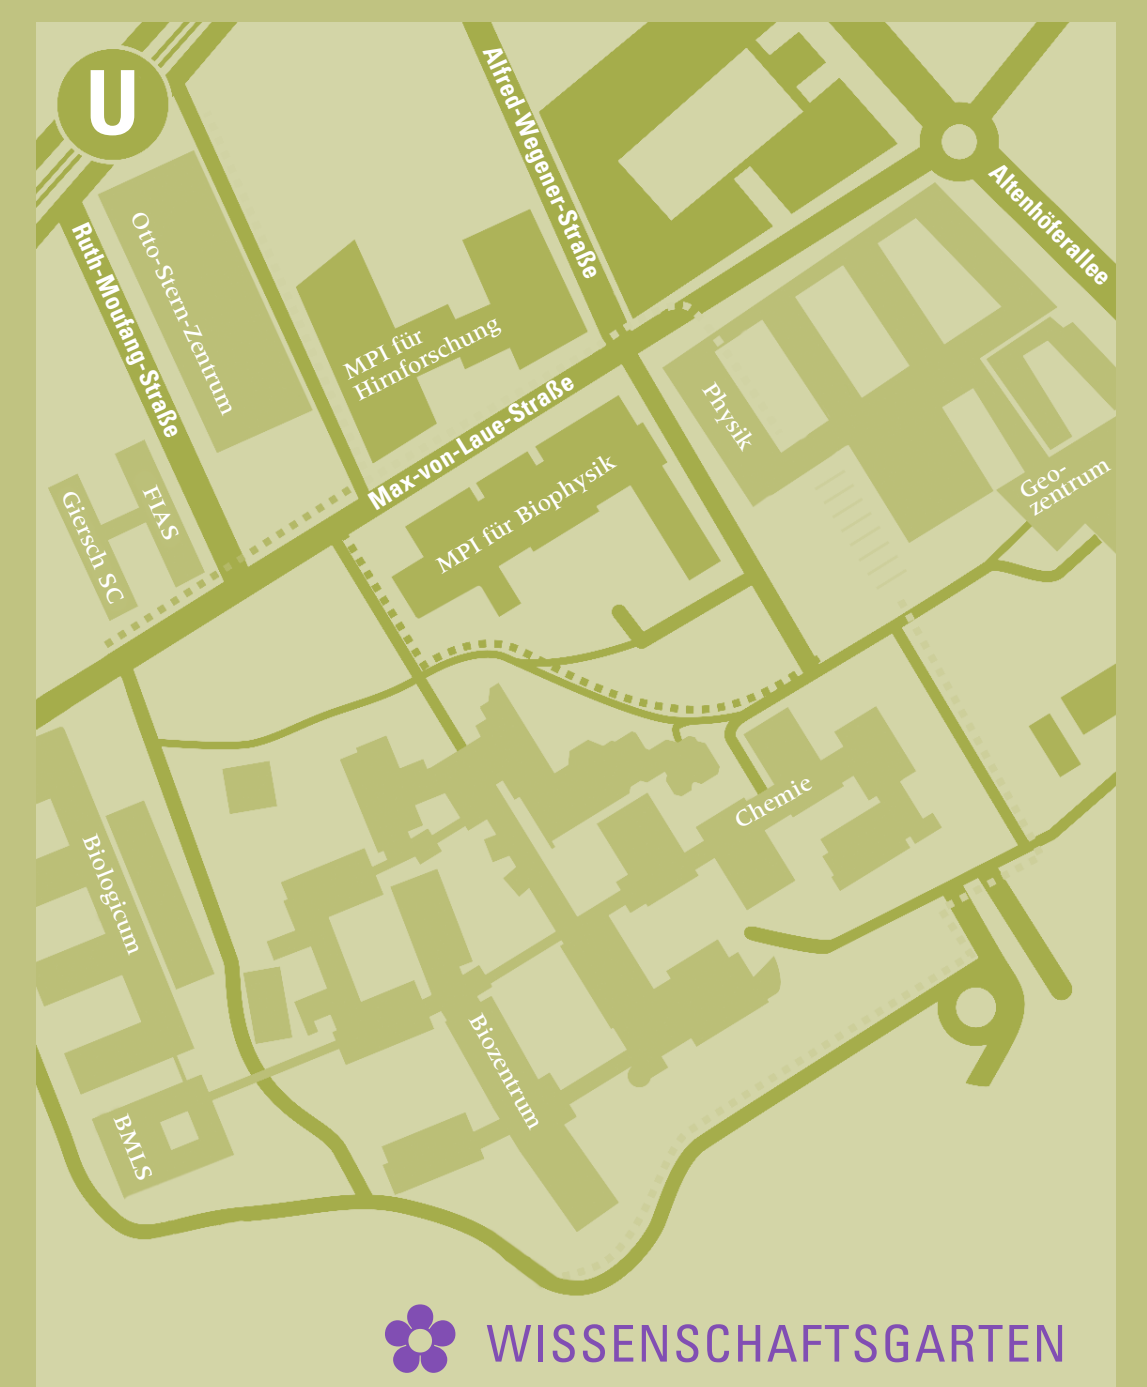 U
Alfred-Wegener-Straße
Altenhöferallee
Otto-Stern-Zentrum
Ruth-Moufang-Straße
MPI für
Hirnforschung
Max-von-Laue-Straße
Physik
MPI für Biophysik
Geo-
zentrum
FIAS
Giersch SC
Chemie
Biologicum
Biozentrum
BMLS
WISSENSCHAFTSGARTEN